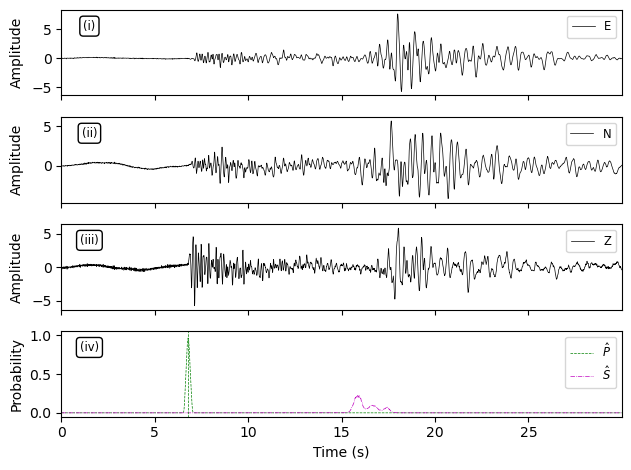 (i)
E
Amplitude
5
0
−5
(ii)
N
Amplitude
5
0
(iii)
Z
Amplitude
5
0
−5
(iv)
P̂
Ŝ
Probability
1.0
0.5
0.0
0 5 10 15 20 25
Time (s)